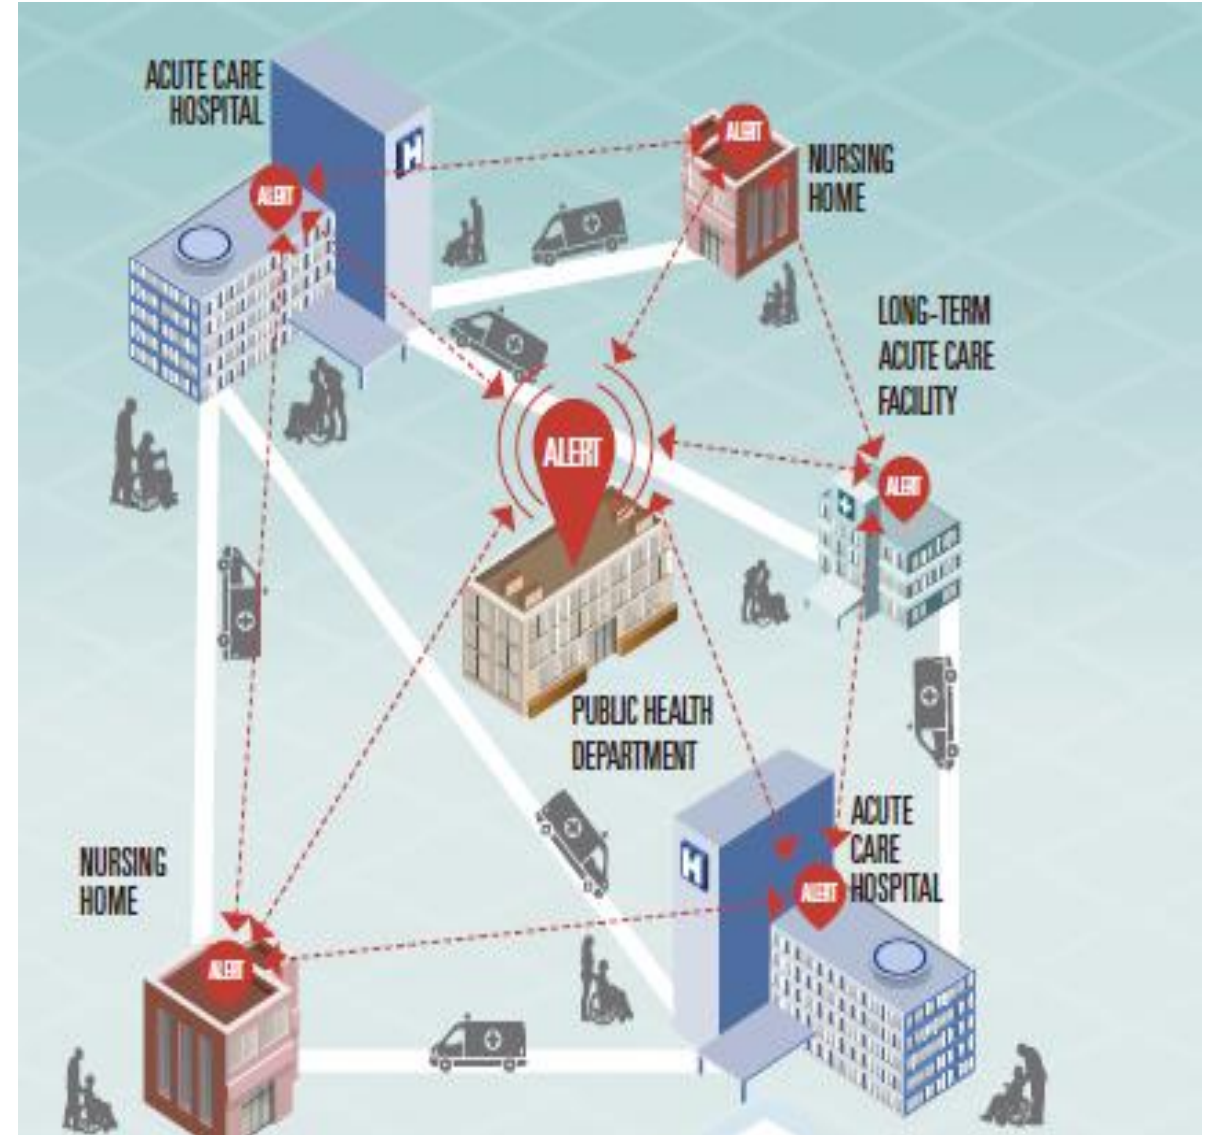 ACUTE CARE
HOSPITAL
H
ALERT
NURSING
HOME
ALERT
LONG-TERM
ACUTE CARE
FACILITY
ALERT
ALERT
PUBLIC HEALTH
DEPARTMENT
ACUTE
CARE
HOSPITAL
H
ALERT
NURSING
HOME
ALERT